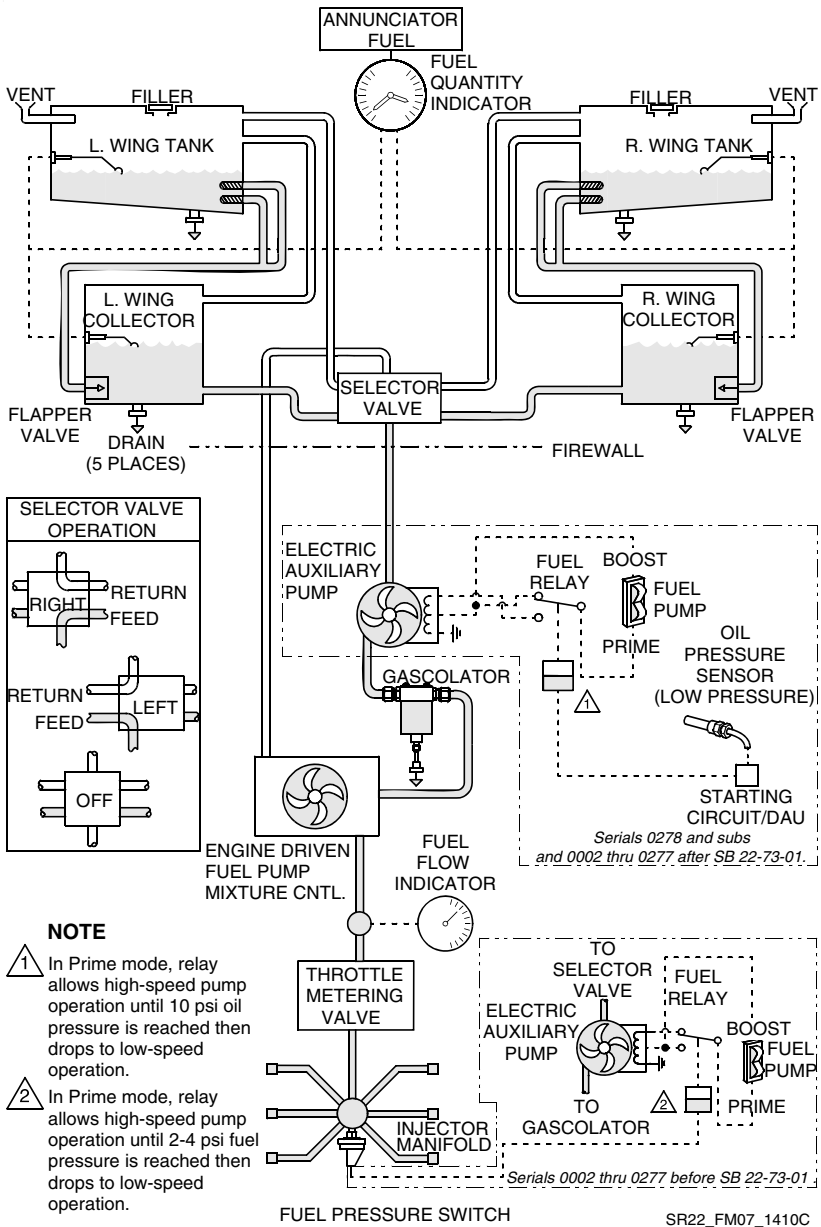 ANNUNCIATOR
FUEL
FUEL
QUANTITY
INDICATOR
VENT
FILLER
FILLER
VENT
L. WING TANK
R. WING TANK
L. WING
COLLECTOR
R. WING
COLLECTOR
SELECTOR
VALVE
FLAPPER
VALVE
FLAPPER
VALVE
DRAIN
(5 PLACES)
FIREWALL
SELECTOR VALVE
OPERATION
RIGHT
RETURN
FEED
RETURN
FEED
LEFT
OFF
ELECTRIC
AUXILIARY
PUMP
FUEL
RELAY
BOOST
FUEL
PUMP
PRIME
1
OIL
PRESSURE
SENSOR
(LOW PRESSURE)
GASCOLATOR
STARTING
CIRCUIT/DAU
Serials 0278 and subs
and 0002 thru 0277 after SB 22-73-01.
ENGINE DRIVEN
FUEL PUMP
MIXTURE CNTL.
FUEL
FLOW
INDICATOR
NOTE
1 In Prime mode, relay
allows high-speed pump
operation until 10 psi oil
pressure is reached then
drops to low-speed
operation.
2 In Prime mode, relay
allows high-speed pump
operation until 2-4 psi fuel
pressure is reached then
drops to low-speed
operation.
THROTTLE
METERING
VALVE
INJECTOR
MANIFOLD
TO
SELECTOR
VALVE
ELECTRIC
AUXILIARY
PUMP
TO
GASCOLATOR
FUEL
RELAY
BOOST
FUEL
PUMP
PRIME
2
Serials 0002 thru 0277 before SB 22-73-01
FUEL PRESSURE SWITCH
SR22_FM07_1410C